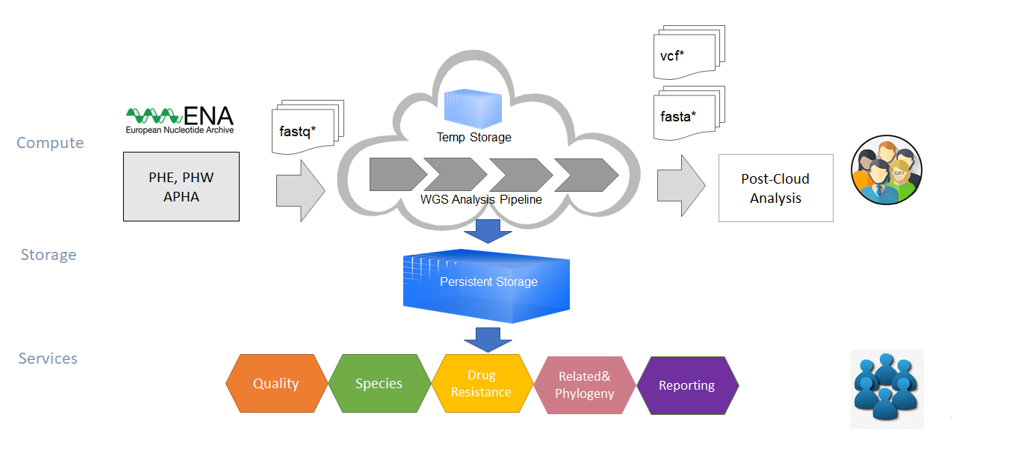 Compute
ENA
European Nucleotide Archive
PHE, PHW
APHA
fastq*
Temp Storage
WGS Analysis Pipeline
vcf*
fasta*
Post-Cloud
Analysis
Storage
Persistent Storage
Services
Quality
Species
Drug
Resistance
Related&
Phylogeny
Reporting